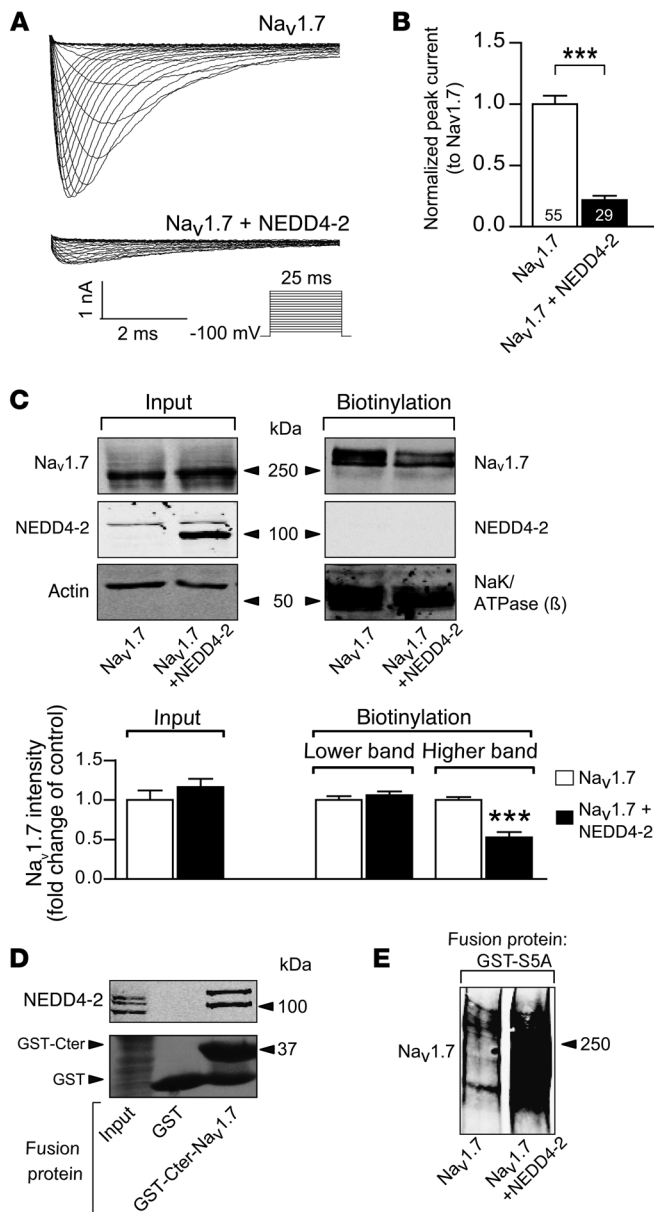 A
Nav1.7
Nav1.7 + NEDD4-2
1 nA
2 ms
25 ms
-100 mV
B
Normalized peak current
(to Nav1.7)
1.5
1.0
0.5
0.0
***
55
29
Nav1.7
Nav1.7 + NEDD4-2
C
Input
kDa
Biotinylation
Nav1.7
250
Nav1.7
NEDD4-2
100
NEDD4-2
Actin
50
NaK/
ATPase (ß)
Nav1.7
Nav1.7
+NEDD4-2
Nav1.7
Nav1.7
+NEDD4-2
Input
Biotinylation
Lower band
Higher band
Nav1.7 intensity
(fold change of control)
1.5
1.0
0.5
0.0
***
Nav1.7
Nav1.7 +
NEDD4-2
D
kDa
NEDD4-2
100
GST-Cter
37
GST
Fusion
protein
Input
GST
GST-Cter-Nav1.7
E
Fusion protein:
GST-S5A
Nav1.7
250
Nav1.7
Nav1.7
+NEDD4-2